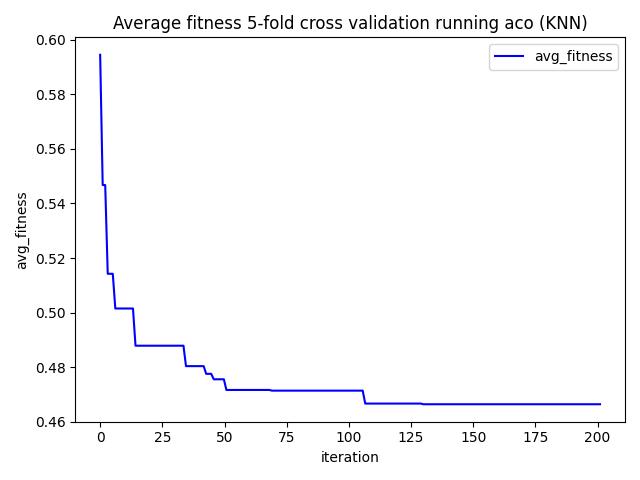 Average fitness 5-fold cross validation running aco (KNN)
avg_fitness
0.60
0.58
0.56
0.54
0.52
0.50
0.48
0.46
avg_fitness
0 25 50 75 100 125 150 175 200
iteration